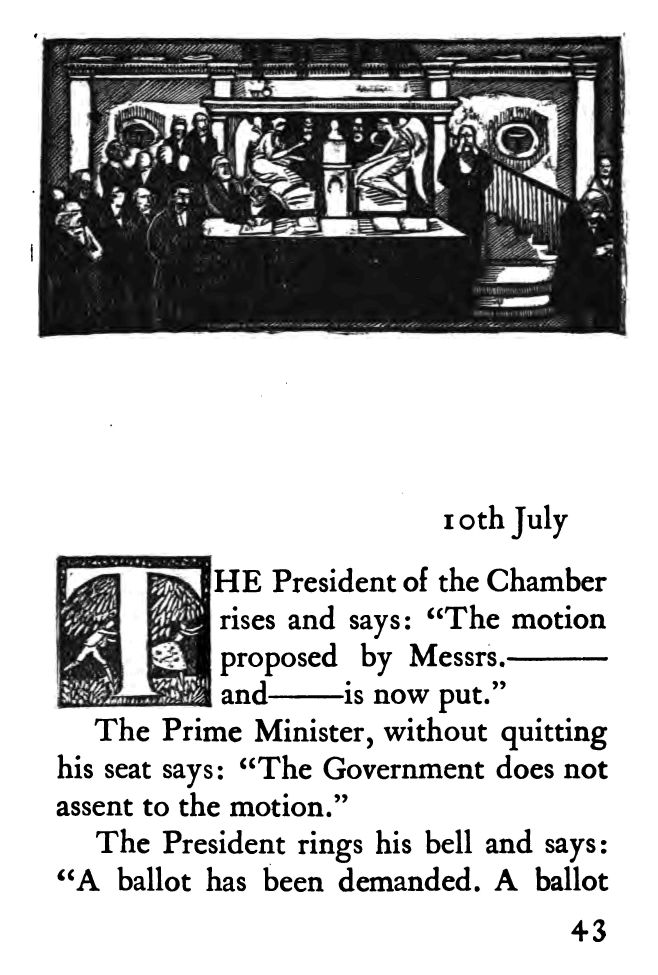 10th July
THE President of the Chamber
rises and says: “The motion
proposed by Messrs.———
and———is now put.”
The Prime Minister, without quitting
his seat says: “The Government does not
assent to the motion.”
The President rings his bell and says:
“A ballot has been demanded. A ballot
43